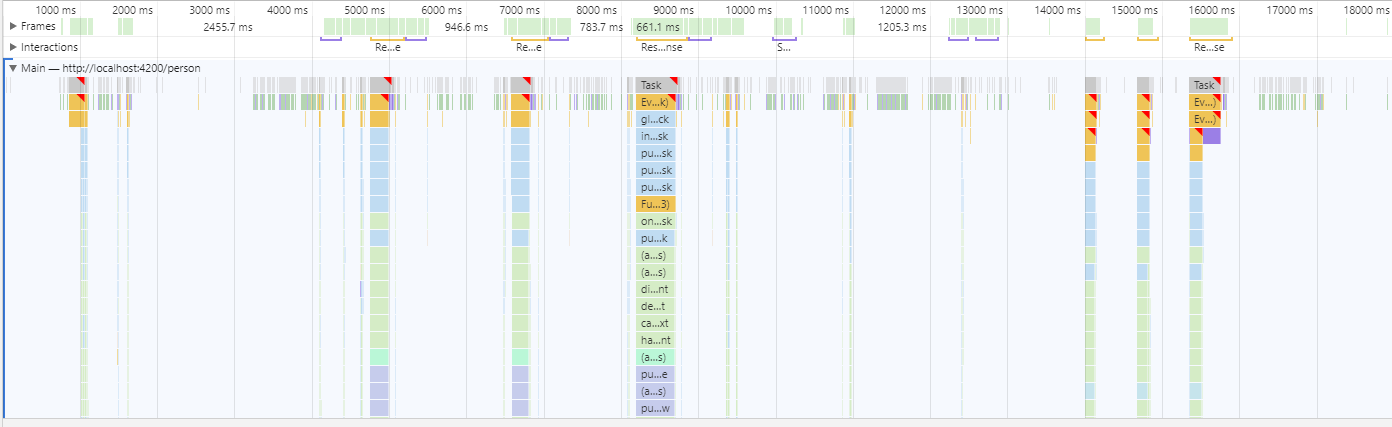 1000 ms 2000 ms 3000 ms 4000 ms 5000 ms 6000 ms 7000 ms 8000 ms 9000 ms 10000 ms 11000 ms 12000 ms 13000 ms 14000 ms 15000 ms 16000 ms 17000 ms 18000 ms
Frames 2455.7 ms 946.6 ms 783.7 ms 661.1 ms 1205.3 ms
Interactions Re...e Re...e Res...nse S... Re...se
Main — http://localhost:4200/person
Task Task
Ev...k) Ev...)
gl...ck Ev...)
in...sk
pu...sk
pu...sk
pu...sk
Fu...3)
on...sk
pu...k
(a...s)
(a...s)
di...nt
de...t
ca...xt
ha...nt
(a...s)
pu...e
(a...s)
pu...w